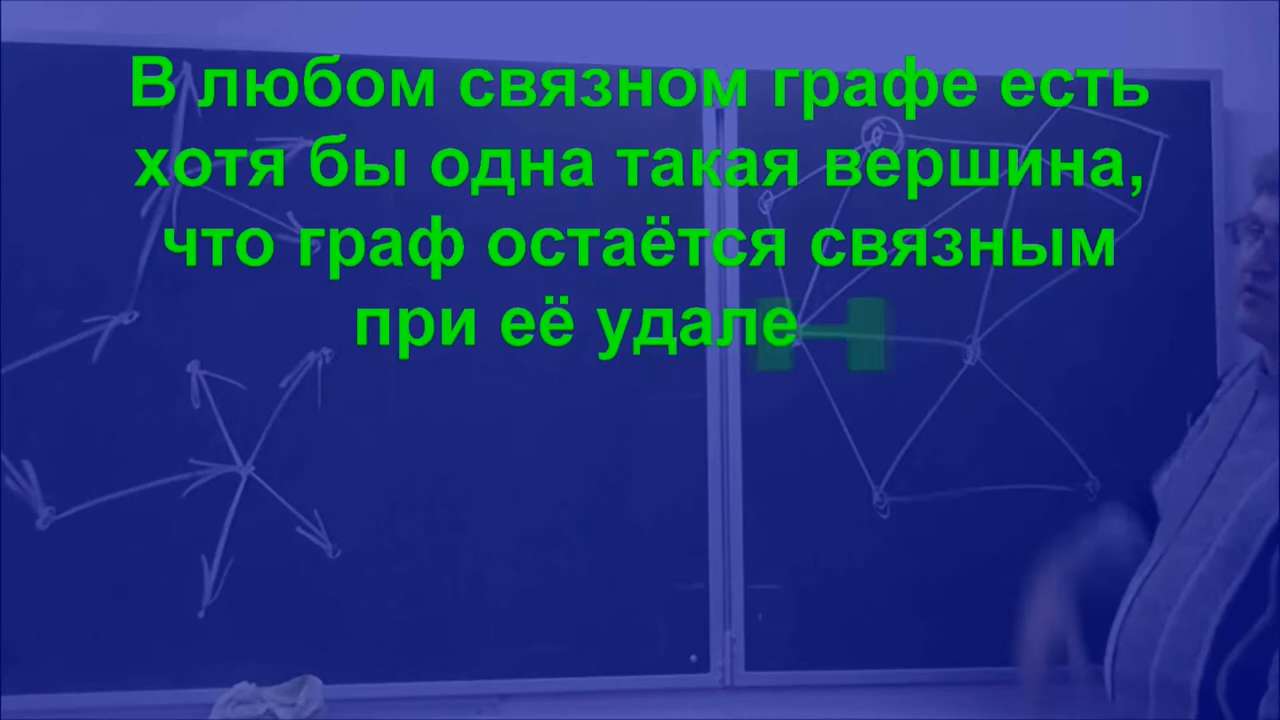 В любом связном графе есть
хотя бы одна такая вершина,
что граф остаётся связным
при её удале